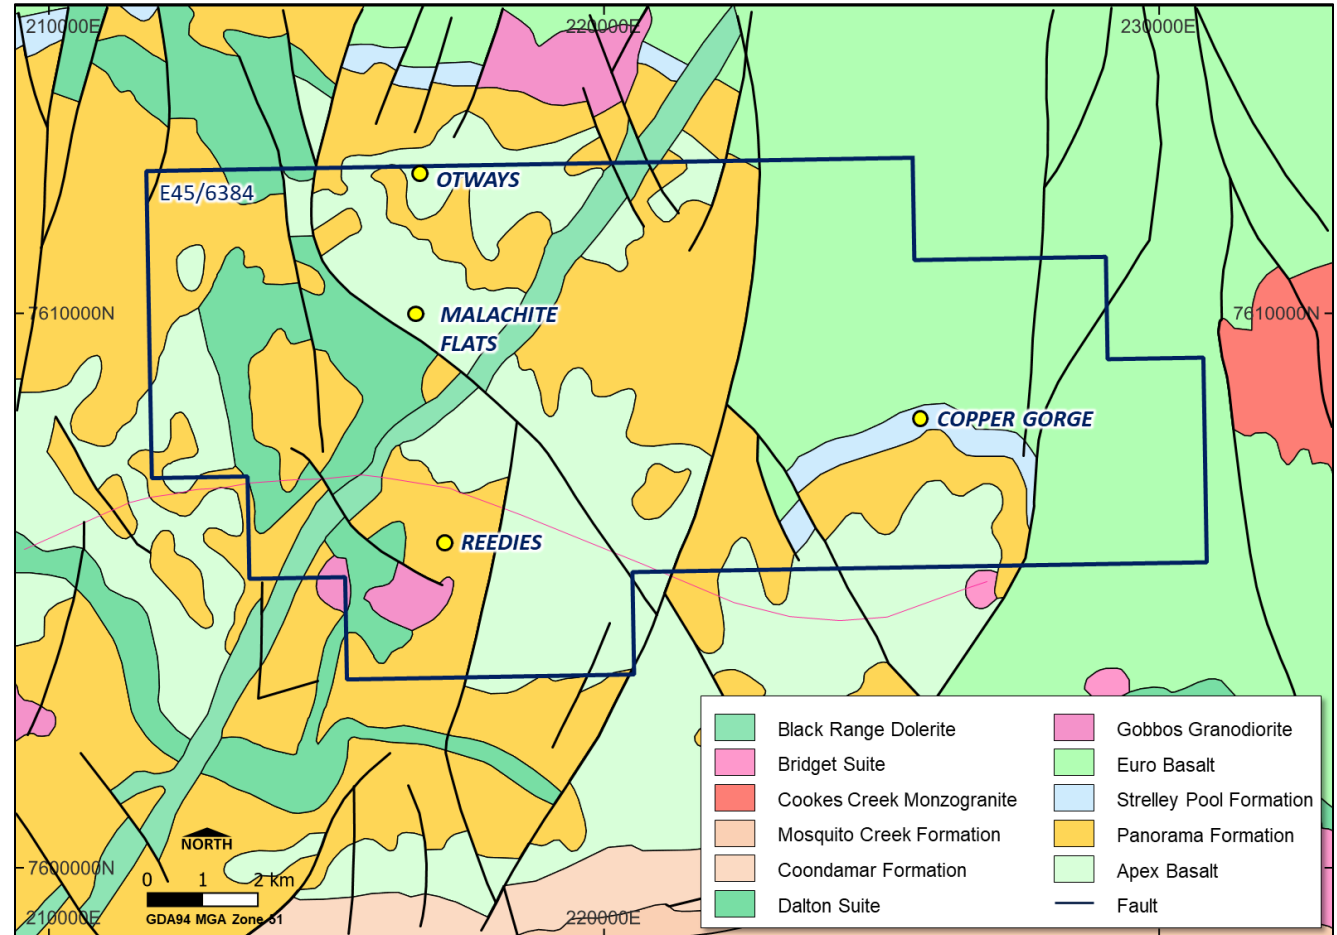 210000E
220000E
230000E
E45/6384
OTWAYS
7610000N
MALACHITE
FLATS
7610000N
COPPER GORGE
REEDIES
Black Range Dolerite
Bridget Suite
Cookes Creek Monzogranite
Mosquito Creek Formation
Coondamar Formation
Dalton Suite
Gobbos Granodiorite
Euro Basalt
Strelley Pool Formation
Panorama Formation
Apex Basalt
Fault
NORTH
7600000N
0 1 2 km
GDA94 MGA Zone 51
210000E
220000E